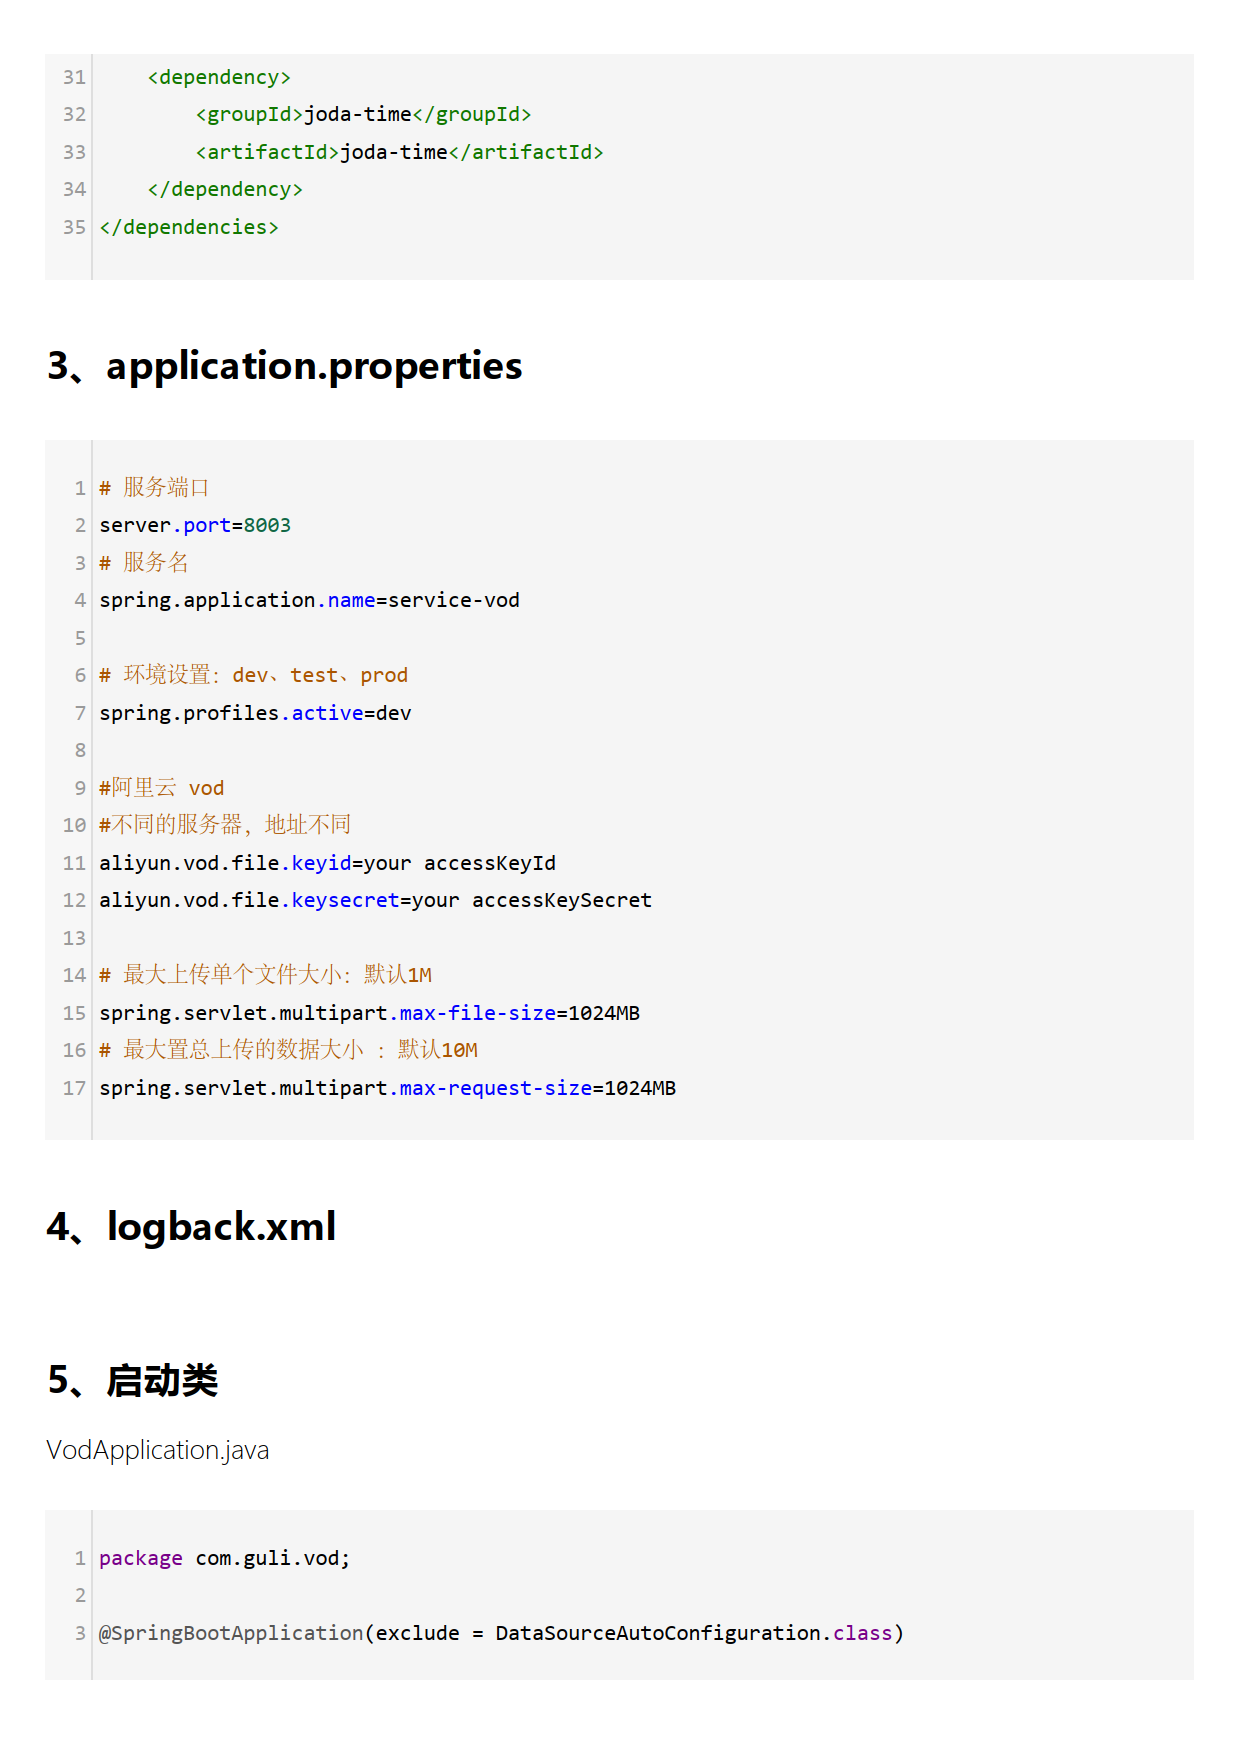 31     <dependency>
32         <groupId>joda-time</groupId>
33         <artifactId>joda-time</artifactId>
34     </dependency>
35 </dependencies>
3、application.properties
1 # 服务端口
2 server.port=8003
3 # 服务名
4 spring.application.name=service-vod
5
6 # 环境设置：dev、test、prod
7 spring.profiles.active=dev
8
9 #阿里云 vod
10 #不同的服务器，地址不同
11 aliyun.vod.file.keyid=your accessKeyId
12 aliyun.vod.file.keysecret=your accessKeySecret
13
14 # 最大上传单个文件大小：默认1M
15 spring.servlet.multipart.max-file-size=1024MB
16 # 最大置总上传的数据大小 ：默认10M
17 spring.servlet.multipart.max-request-size=1024MB
4、logback.xml
5、启动类
VodApplication.java
1 package com.guli.vod;
2
3 @SpringBootApplication(exclude = DataSourceAutoConfiguration.class)